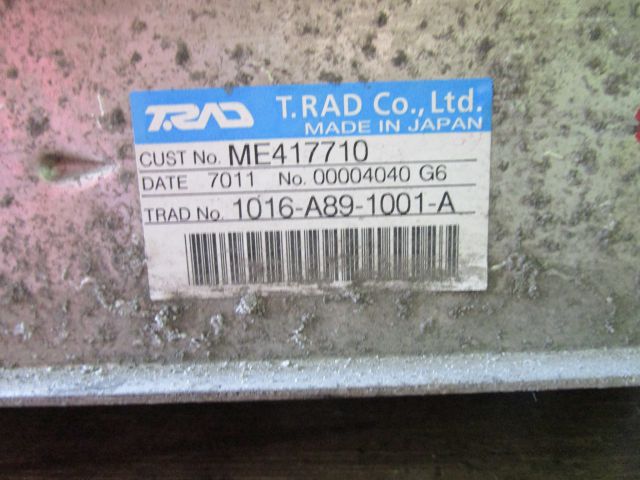 T.RAD T.RAD Co., Ltd.
MADE IN JAPAN
CUST No. ME417710
DATE 7011 No. 00004040 G6
TRAD No. 1016-A89-1001-A